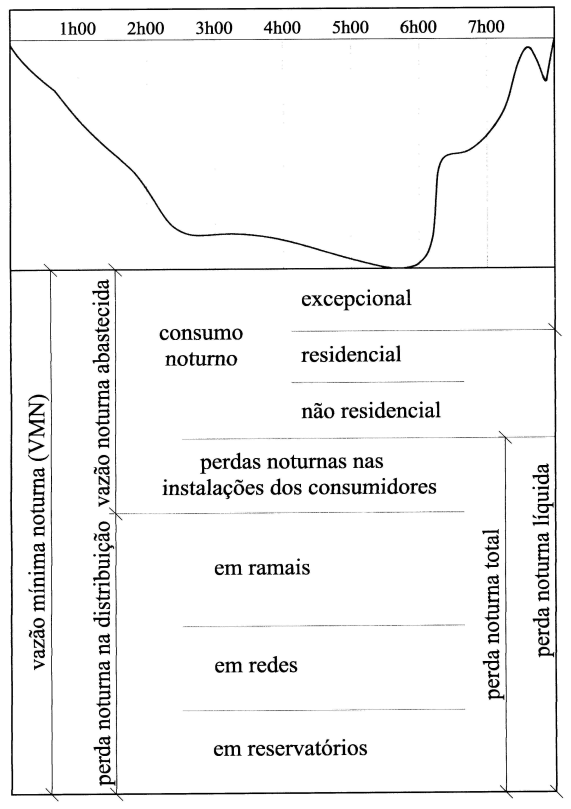 1h00 2h00 3h00 4h00 5h00 6h00 7h00
excepcional
consumo
noturno
residencial
não residencial
perdas noturnas nas
instalações dos consumidores
em ramais
em redes
em reservatórios
vazão mínima noturna (VMN)
vazão noturna abastecida
perda noturna na distribuição
perda noturna total
perda noturna líquida